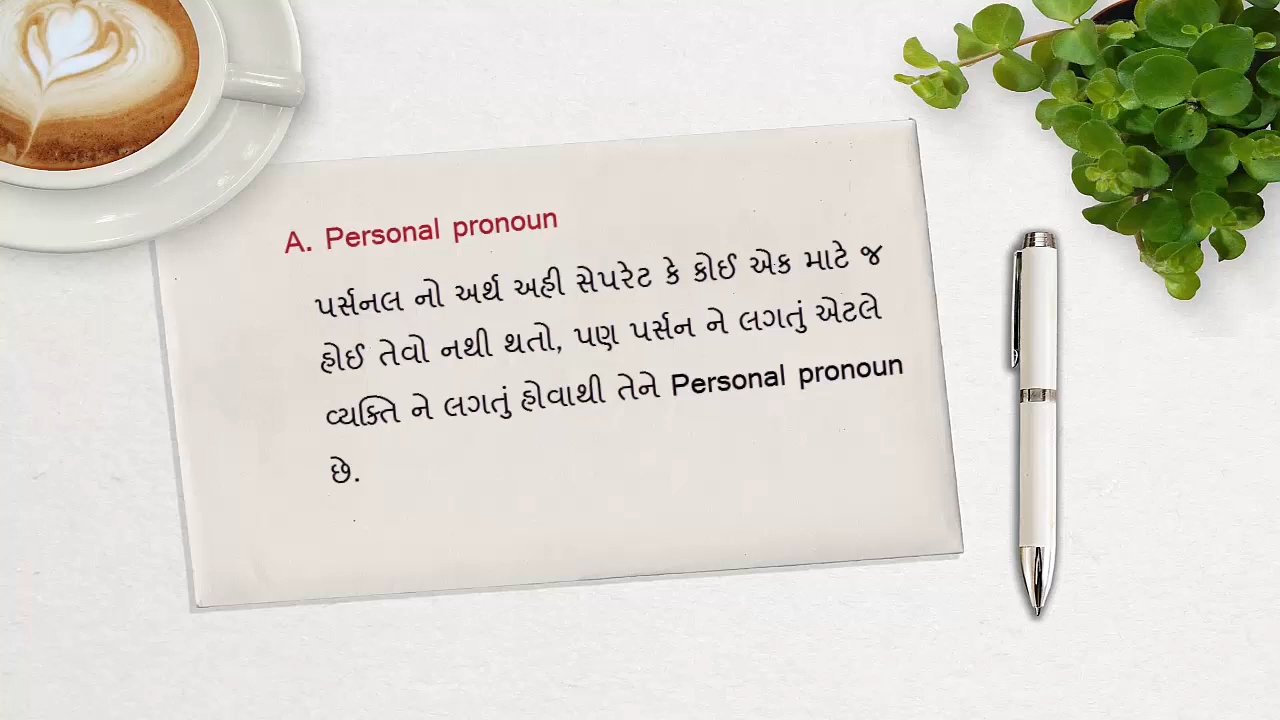 A. Personal pronoun
પર્સનલ નો અર્થ અહી સેપરેટ કે કોઈ એક માટે જ
હોઈ તેવો નથી થતો, પણ પર્સન ને લગતું એટલે
વ્યક્તિ ને લગતું હોવાથી તેને Personal pronoun
છે.